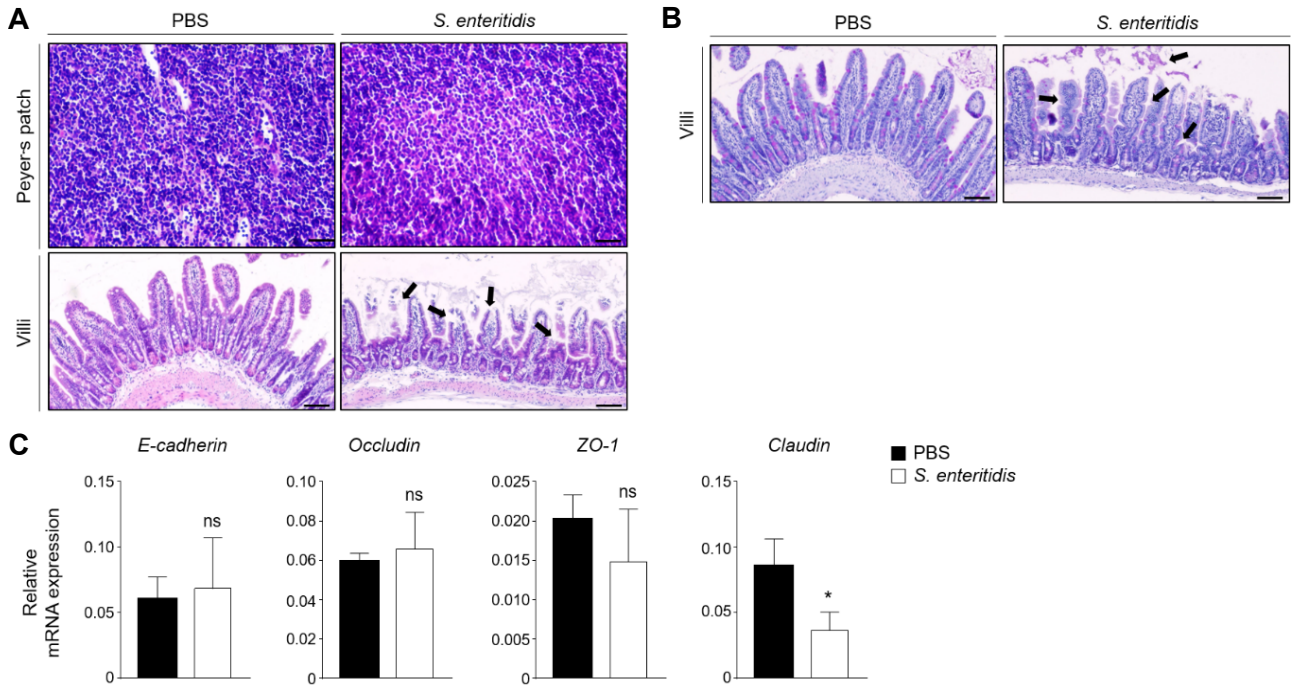 A
PBS
S. enteritidis
Peyer-s patch
Villi
B
PBS
S. enteritidis
Villi
C
E-cadherin
Occludin
ZO-1
Claudin
PBS
S. enteritidis
Relative
mRNA expression
0.15
0.10
0.05
0
ns
0.10
0.08
0.06
0.04
0.02
0
ns
0.025
0.020
0.015
0.010
0.005
0
ns
0.15
0.10
0.05
0
*